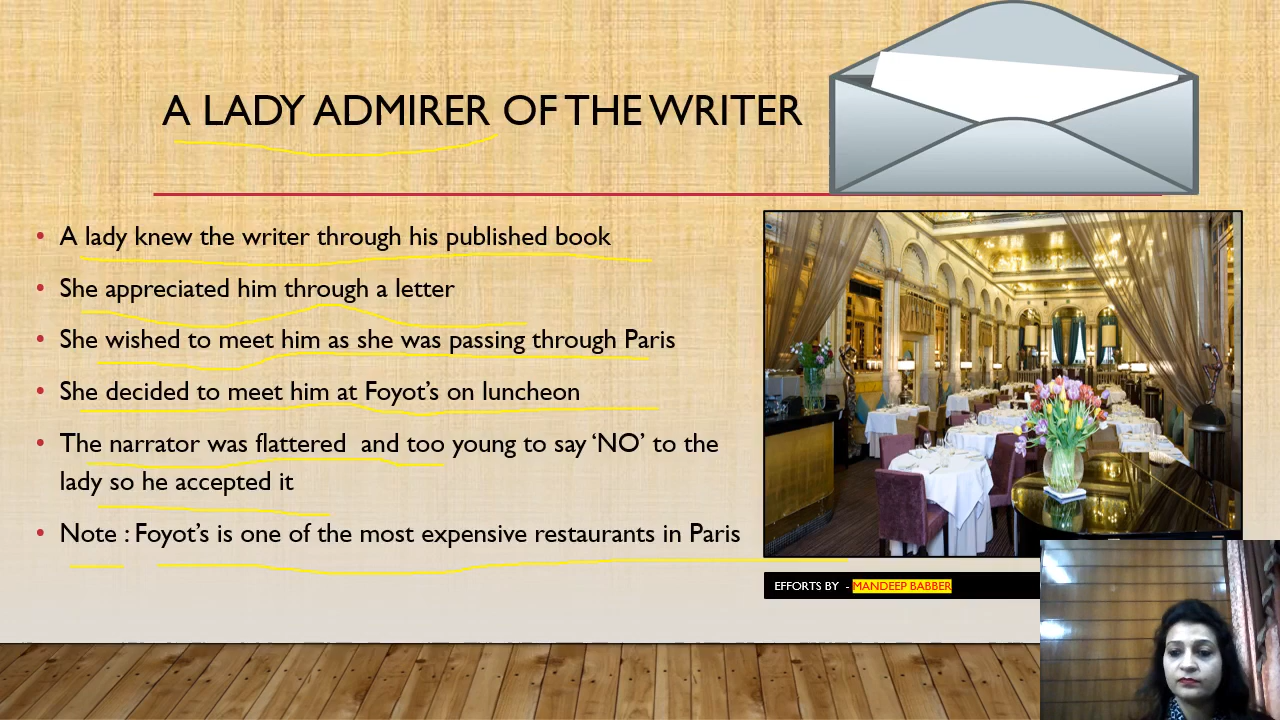 A LADY ADMIRER OF THE WRITER
• A lady knew the writer through his published book
• She appreciated him through a letter
• She wished to meet him as she was passing through Paris
• She decided to meet him at Foyot's on luncheon
• The narrator was flattered  and too young to say 'NO' to the
lady so he accepted it
• Note : Foyot's is one of the most expensive restaurants in Paris
EFFORTS BY - MANDEEP BABBER